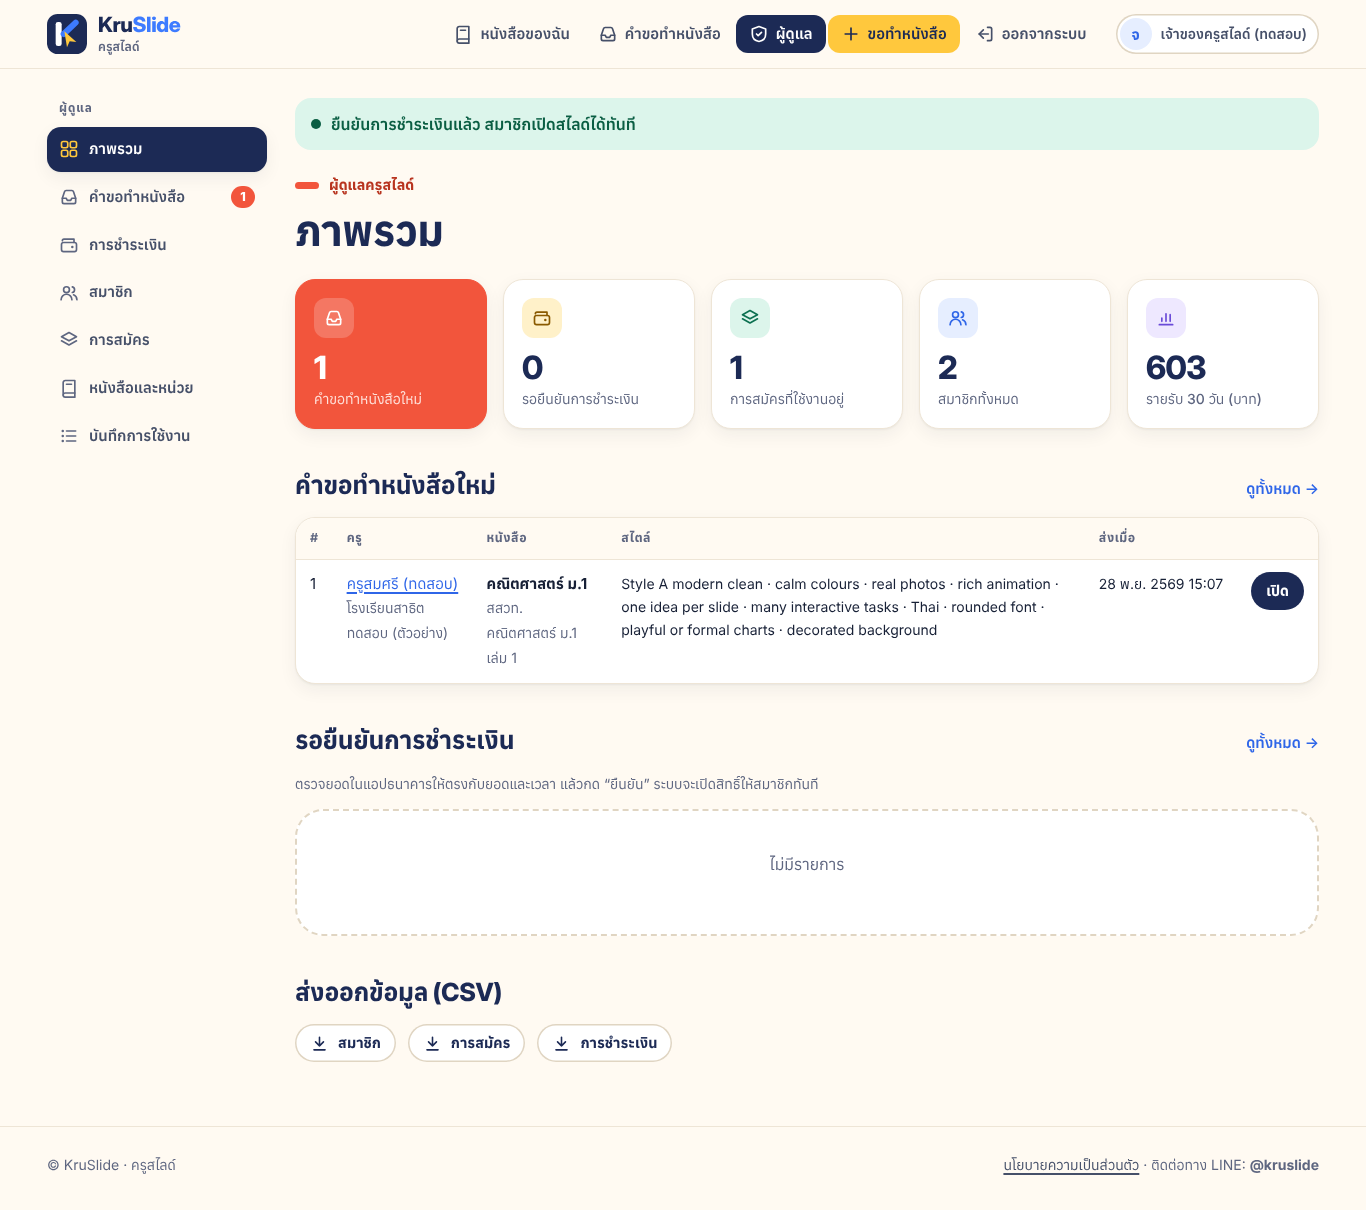 KruSlide
ครูสไลด์
หนังสือของฉัน
คำขอทำหนังสือ
ผู้ดูแล
ขอทำหนังสือ
ออกจากระบบ
จ
เจ้าของครูสไลด์ (ทดสอบ)
ผู้ดูแล
ภาพรวม
คำขอทำหนังสือ
1
การชำระเงิน
สมาชิก
การสมัคร
หนังสือและหน่วย
บันทึกการใช้งาน
ยืนยันการชำระเงินแล้ว สมาชิกเปิดสไลด์ได้ทันที
ผู้ดูแลครูสไลด์
ภาพรวม
1
คำขอทำหนังสือใหม่
0
รอยืนยันการชำระเงิน
1
การสมัครที่ใช้งานอยู่
2
สมาชิกทั้งหมด
603
รายรับ 30 วัน (บาท)
คำขอทำหนังสือใหม่
ดูทั้งหมด →
# ครู หนังสือ สไตล์ ส่งเมื่อ
1
ครูสมศรี (ทดสอบ)
โรงเรียนสาธิต
ทดสอบ (ตัวอย่าง)
คณิตศาสตร์ ม.1
สสวท.
คณิตศาสตร์ ม.1
เล่ม 1
Style A modern clean · calm colours · real photos · rich animation ·
one idea per slide · many interactive tasks · Thai · rounded font ·
playful or formal charts · decorated background
28 พ.ย. 2569 15:07
เปิด
รอยืนยันการชำระเงิน
ดูทั้งหมด →
ตรวจยอดในแอปธนาคารให้ตรงกับยอดและเวลา แล้วกด “ยืนยัน” ระบบจะเปิดสิทธิ์ให้สมาชิกทันที
ไม่มีรายการ
ส่งออกข้อมูล (CSV)
สมาชิก
การสมัคร
การชำระเงิน
© KruSlide · ครูสไลด์
นโยบายความเป็นส่วนตัว · ติดต่อทาง LINE: @kruslide